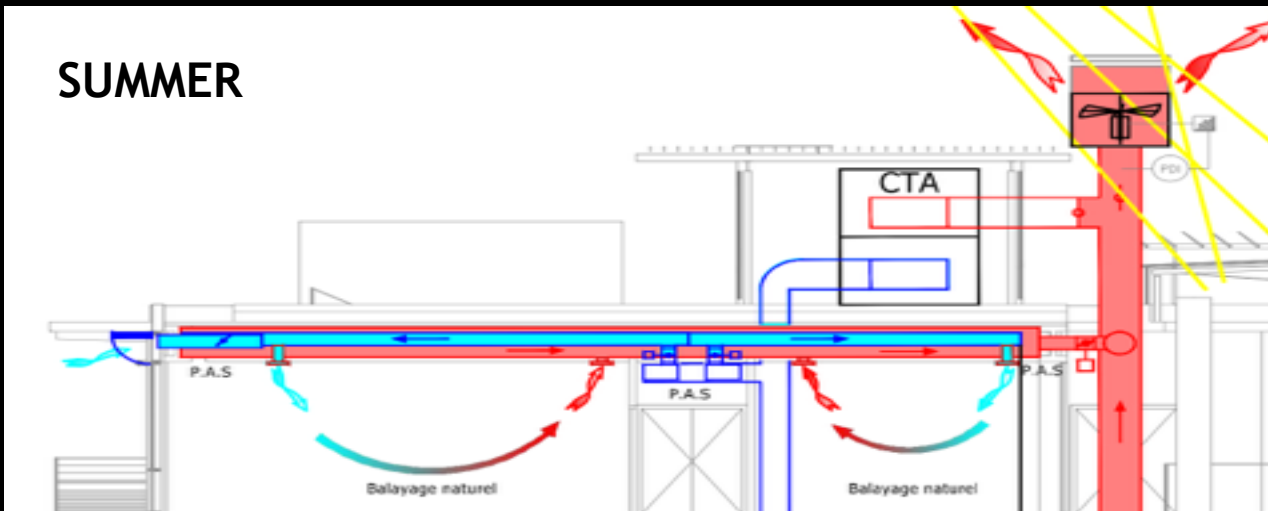 SUMMER
CTA
PDI
P.A.S
P.A.S
P.A.S
Balayage naturel
Balayage naturel